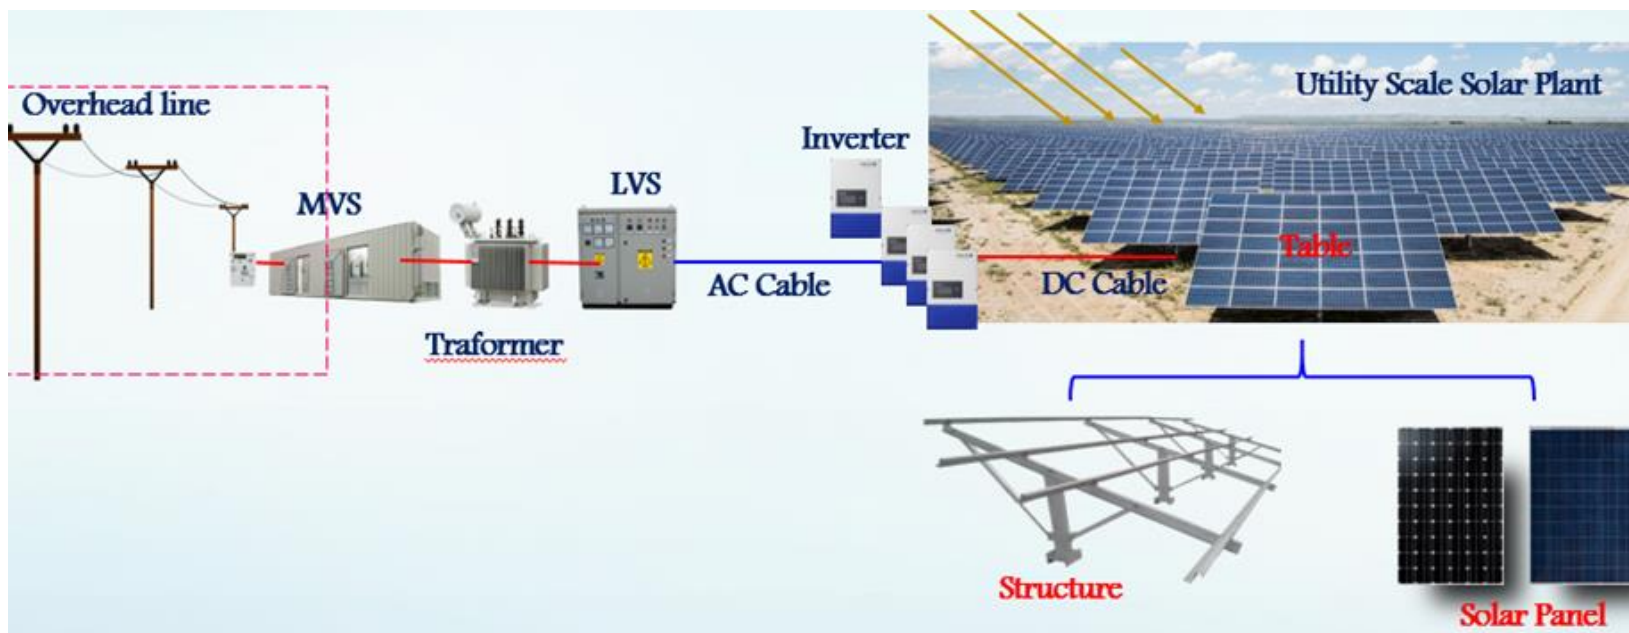 Overhead line
MVS
Traformer
LVS
AC Cable
Inverter
DC Cable
Utility Scale Solar Plant
Table
Structure
Solar Panel